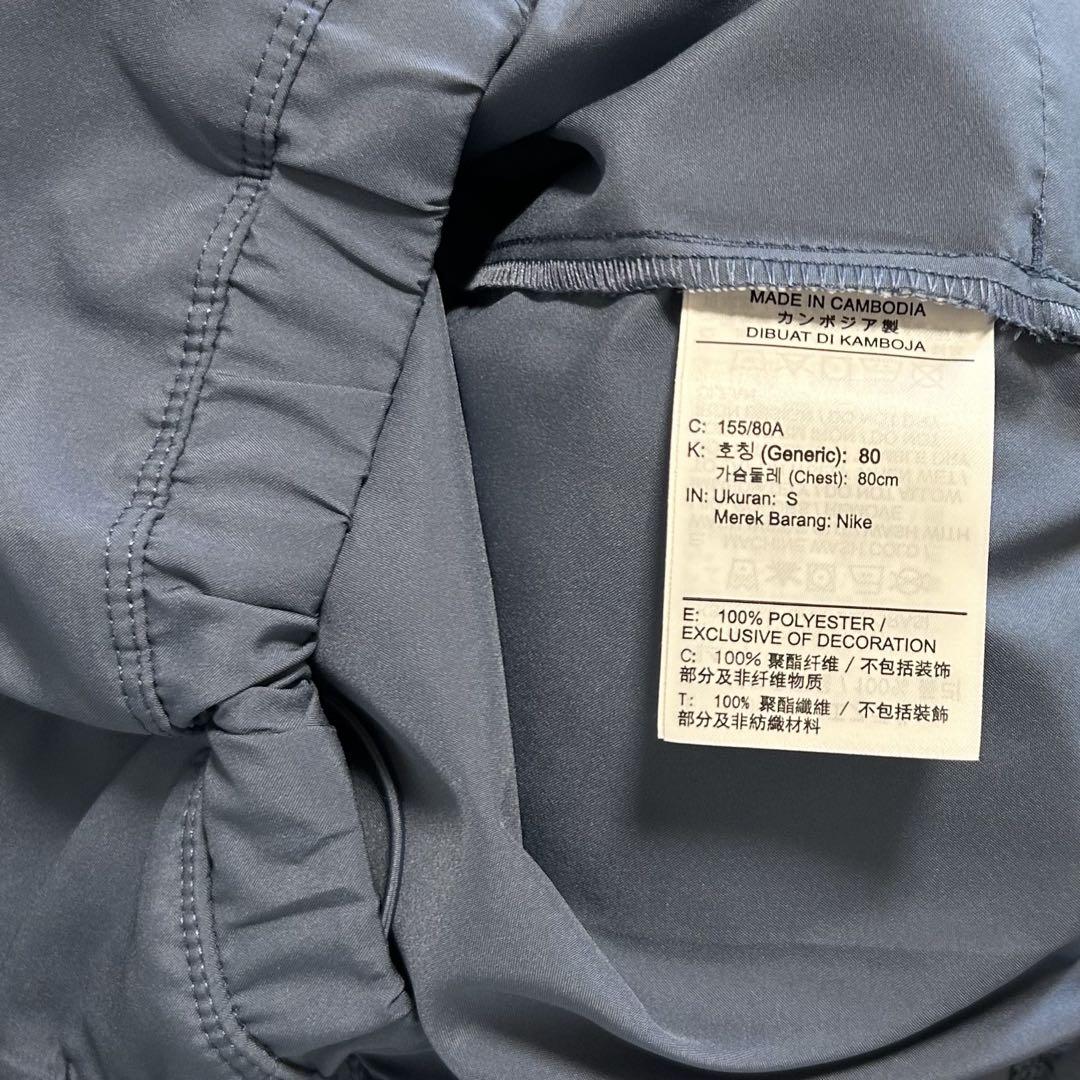 MADE IN CAMBODIA
カンボジア製
DIBUAT DI KAMBOJA
C: 155/80A
K: 호칭 (Generic): 80
가슴둘레 (Chest): 80cm
IN: Ukuran: S
Merek Barang: Nike
E: 100% POLYESTER /
EXCLUSIVE OF DECORATION
C: 100% 聚酯纤维 / 不包括装饰
部分及非纤维物质
T: 100% 聚酯纖維 / 不包括裝飾
部分及非紡織材料